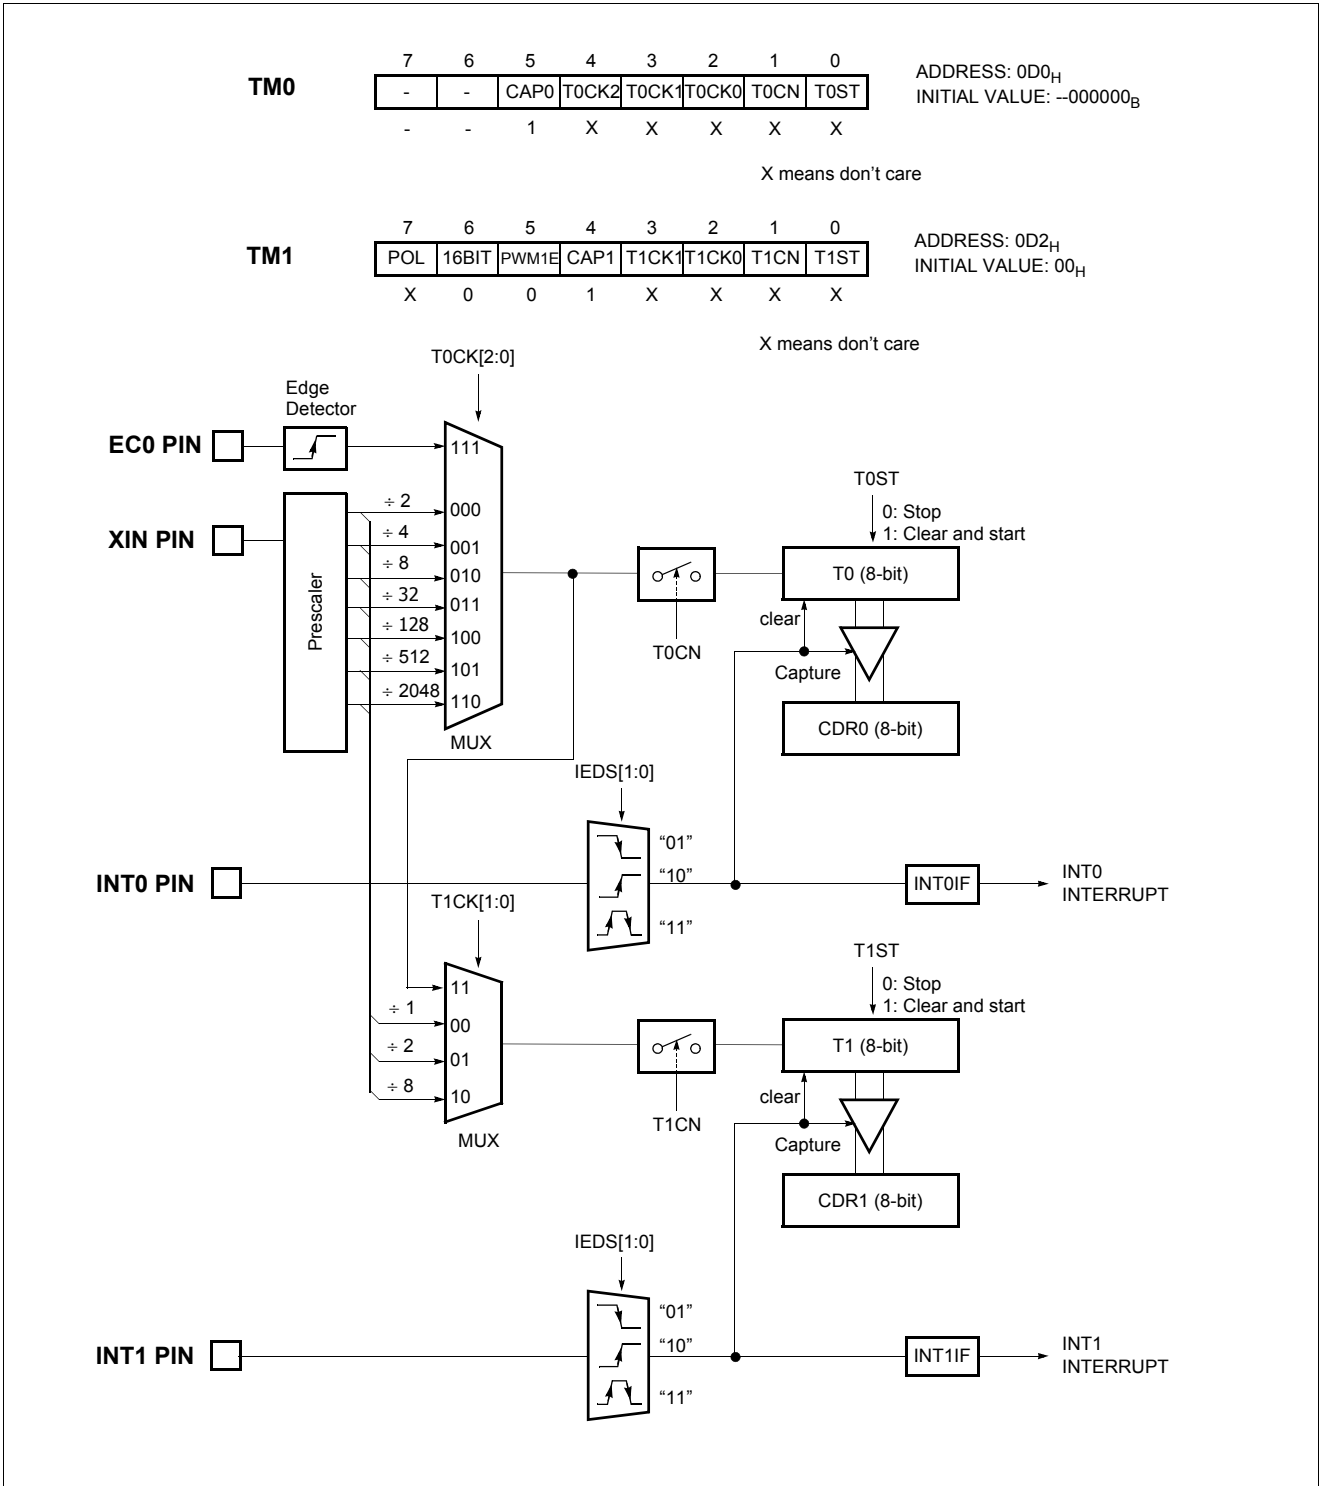 7 6 5 4 3 2 1 0
TM0 - - CAP0 T0CK2 T0CK1 T0CK0 T0CN T0ST
ADDRESS: 0D0H
INITIAL VALUE: --000000B
- - 1 X X X X X
X means don't care
7 6 5 4 3 2 1 0
TM1 POL 16BIT PWM1E CAP1 T1CK1 T1CK0 T1CN T1ST
ADDRESS: 0D2H
INITIAL VALUE: 00H
X 0 0 1 X X X X
X means don't care
T0CK[2:0]
Edge
Detector
EC0 PIN
111
XIN PIN
Prescaler
÷ 2 000
÷ 4 001
÷ 8 010
÷ 32 011
÷ 128 100
÷ 512 101
÷ 2048 110
MUX
T0CN
T0ST
0: Stop
1: Clear and start
T0 (8-bit)
clear
Capture
CDR0 (8-bit)
IEDS[1:0]
“01”
“10”
“11”
INT0 PIN
INT0IF
INT0
INTERRUPT
T1CK[1:0]
11
÷ 1 00
÷ 2 01
÷ 8 10
MUX
T1CN
T1ST
0: Stop
1: Clear and start
T1 (8-bit)
clear
Capture
CDR1 (8-bit)
IEDS[1:0]
“01”
“10”
“11”
INT1 PIN
INT1IF
INT1
INTERRUPT